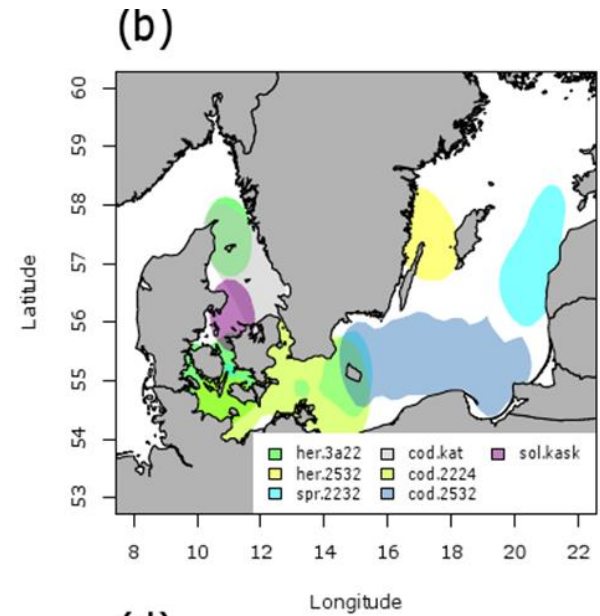 (b)
60
59
58
57
56
55
54
53
Latitude
her.3a22 cod.kat sol.kask
her.2532 cod.2224
spr.2232 cod.2532
8 10 12 14 16 18 20 22
Longitude